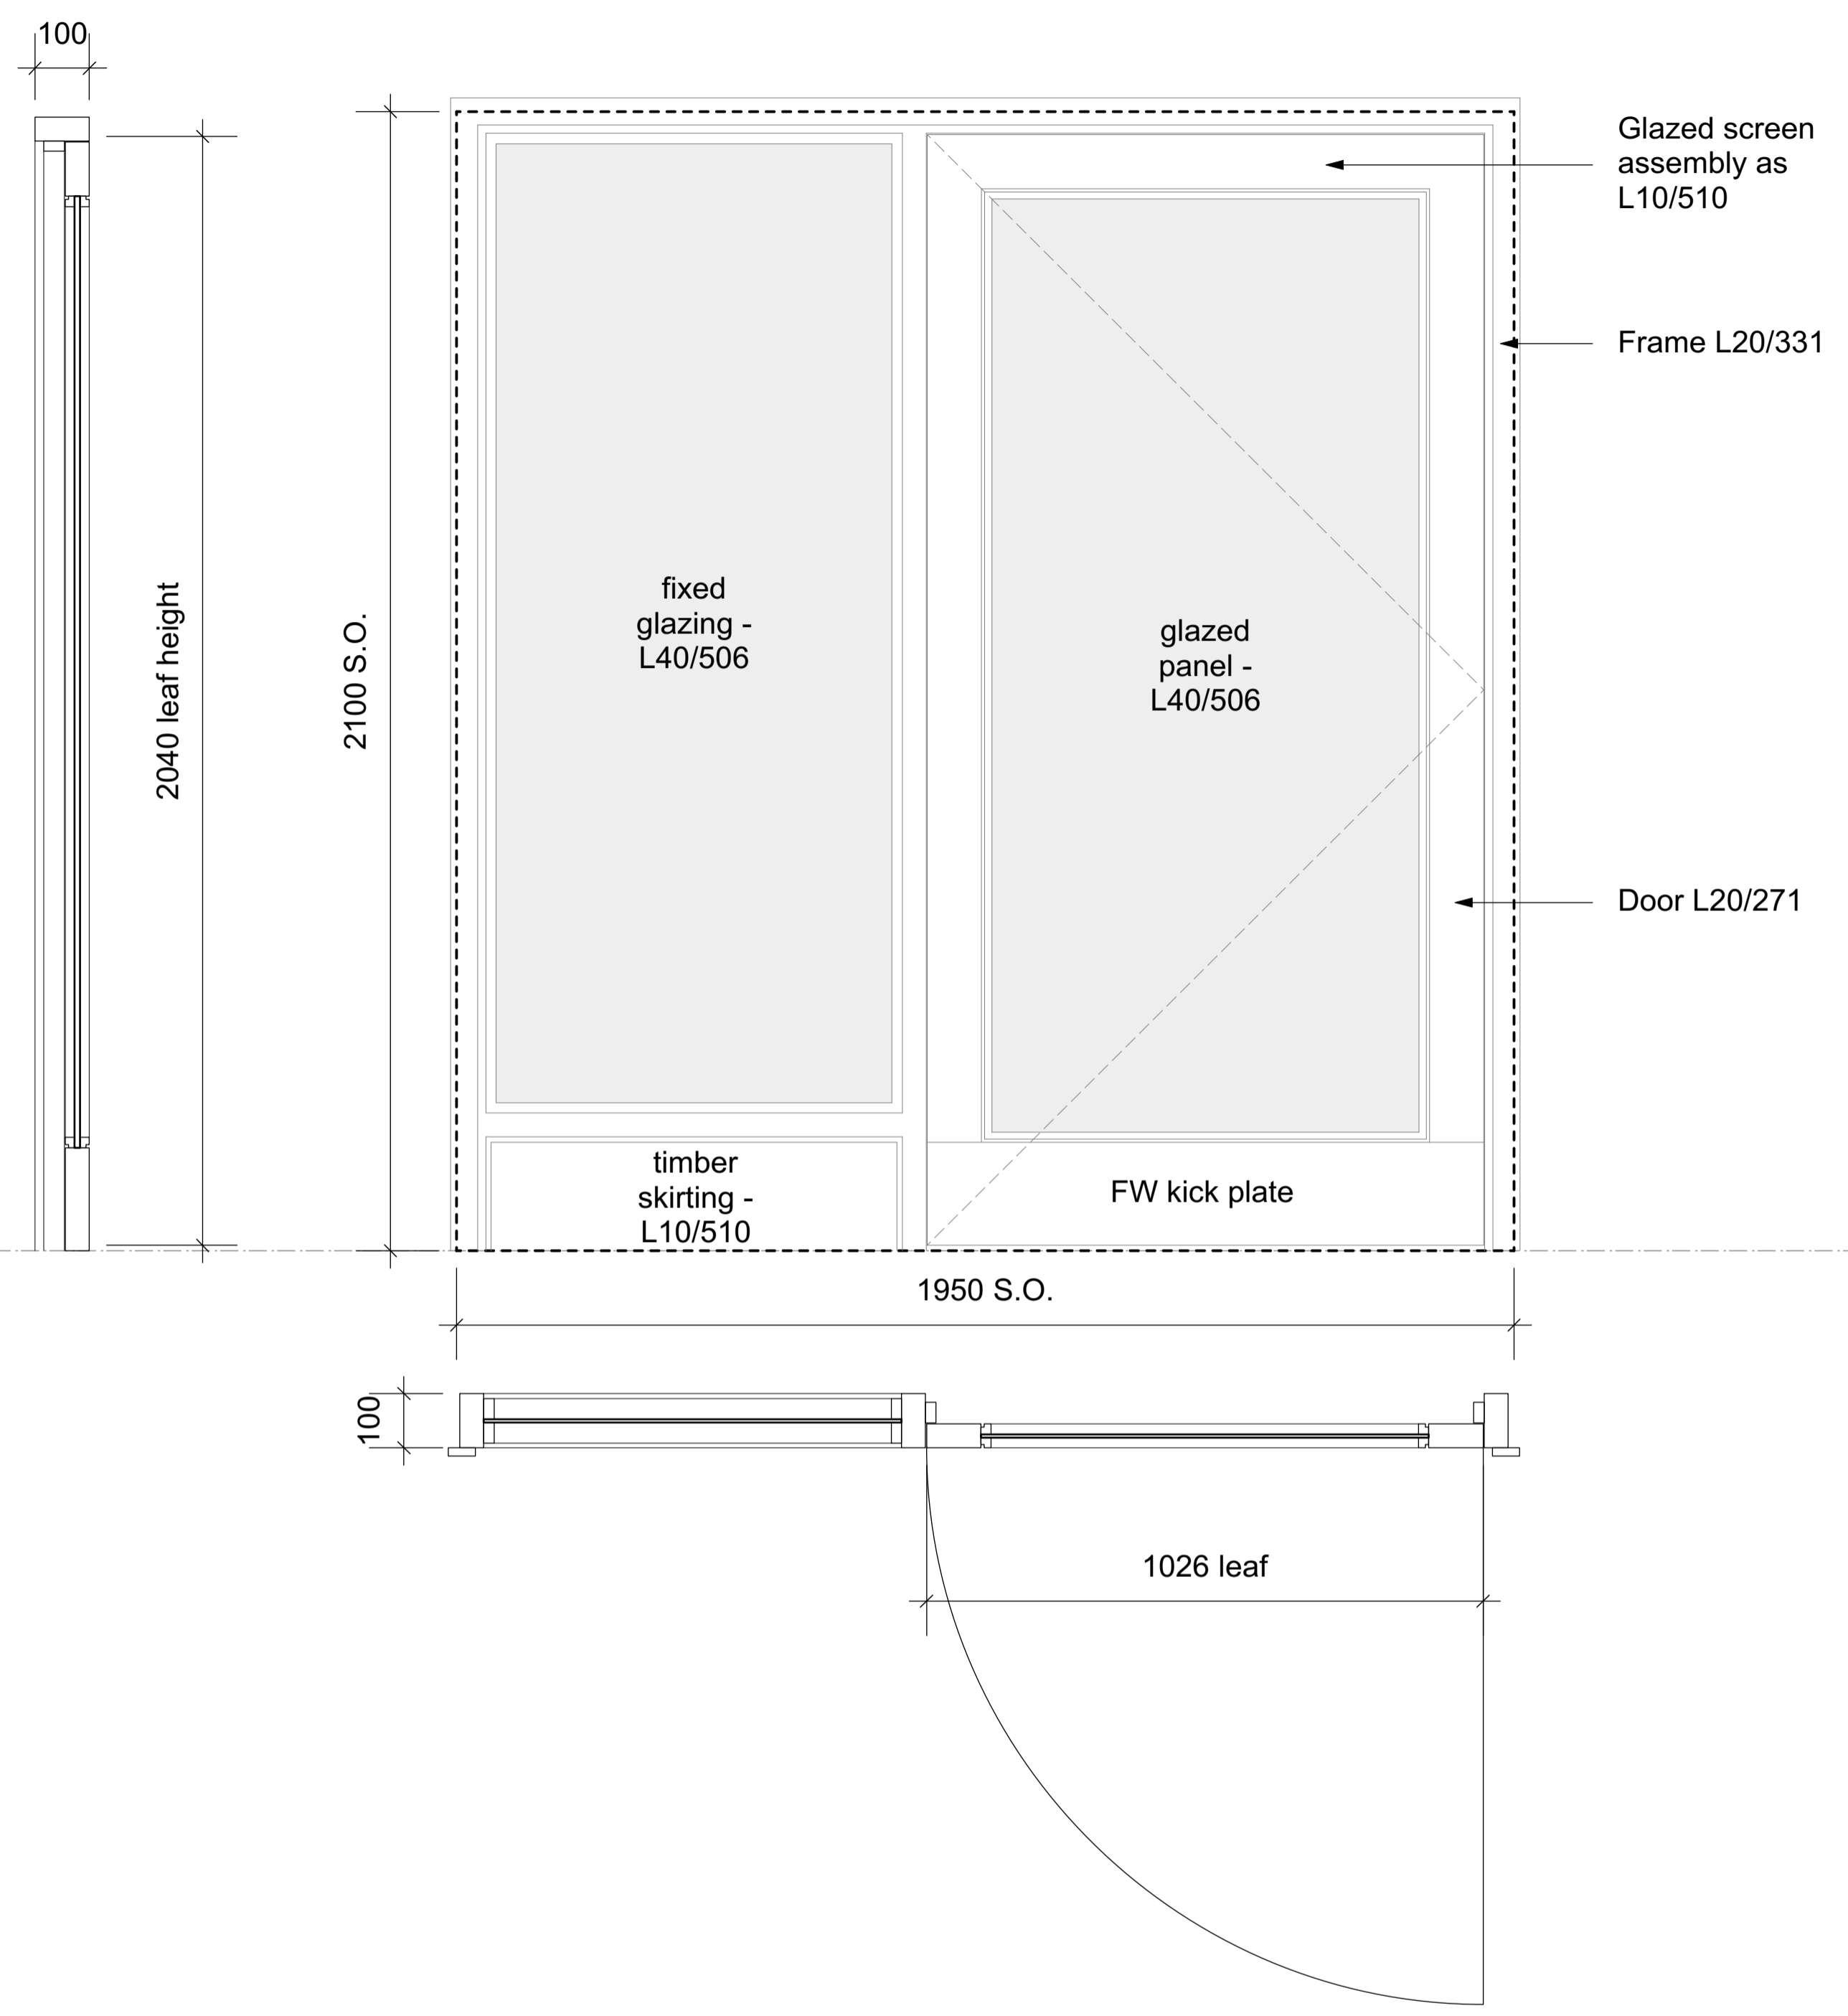 100
Glazed screen
assembly as
L10/510
Frame L20/331
2040 leaf height
2100 S.O.
fixed
glazing -
L40/506
glazed
panel -
L40/506
Door L20/271
timber
skirting -
L10/510
FW kick plate
1950 S.O.
100
1026 leaf